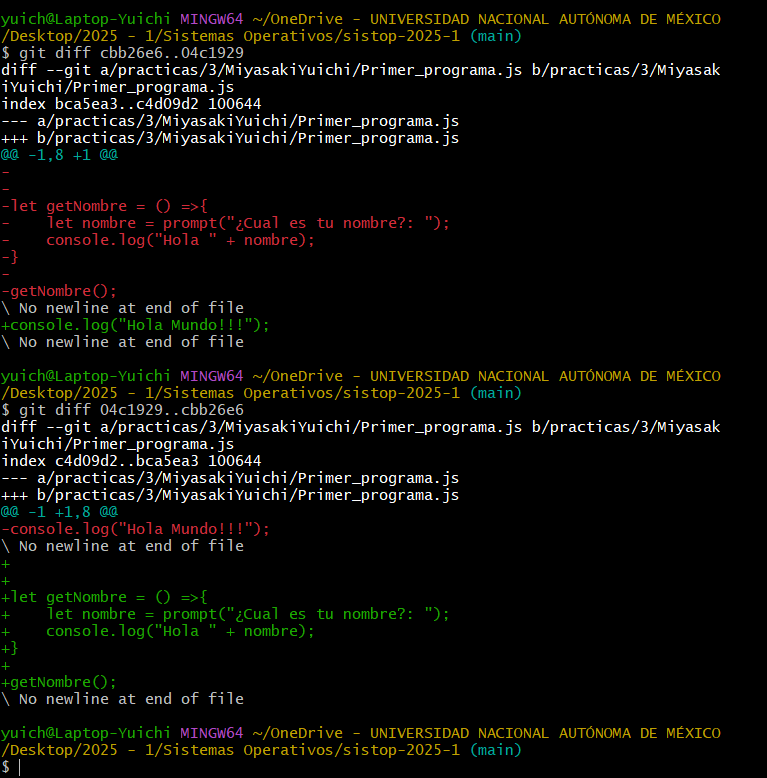 yuich@Laptop-Yuichi MINGW64 ~/OneDrive - UNIVERSIDAD NACIONAL AUTÓNOMA DE MÉXICO
/Desktop/2025 - 1/Sistemas Operativos/sistop-2025-1 (main)
$ git diff cbb26e6..04c1929
diff --git a/practicas/3/MiyasakiYuichi/Primer_programa.js b/practicas/3/Miyasak
iYuichi/Primer_programa.js
index bca5ea3..c4d09d2 100644
--- a/practicas/3/MiyasakiYuichi/Primer_programa.js
+++ b/practicas/3/MiyasakiYuichi/Primer_programa.js
@@ -1,8 +1 @@
-
-
-let getNombre = () =>{
-    let nombre = prompt("¿Cual es tu nombre?: ");
-    console.log("Hola " + nombre);
-}
-
-getNombre();
\ No newline at end of file
+console.log("Hola Mundo!!!");
\ No newline at end of file
yuich@Laptop-Yuichi MINGW64 ~/OneDrive - UNIVERSIDAD NACIONAL AUTÓNOMA DE MÉXICO
/Desktop/2025 - 1/Sistemas Operativos/sistop-2025-1 (main)
$ git diff 04c1929..cbb26e6
diff --git a/practicas/3/MiyasakiYuichi/Primer_programa.js b/practicas/3/Miyasak
iYuichi/Primer_programa.js
index c4d09d2..bca5ea3 100644
--- a/practicas/3/MiyasakiYuichi/Primer_programa.js
+++ b/practicas/3/MiyasakiYuichi/Primer_programa.js
@@ -1 +1,8 @@
-console.log("Hola Mundo!!!");
\ No newline at end of file
+
+
+let getNombre = () =>{
+    let nombre = prompt("¿Cual es tu nombre?: ");
+    console.log("Hola " + nombre);
+}
+
+getNombre();
\ No newline at end of file
yuich@Laptop-Yuichi MINGW64 ~/OneDrive - UNIVERSIDAD NACIONAL AUTÓNOMA DE MÉXICO
/Desktop/2025 - 1/Sistemas Operativos/sistop-2025-1 (main)
$